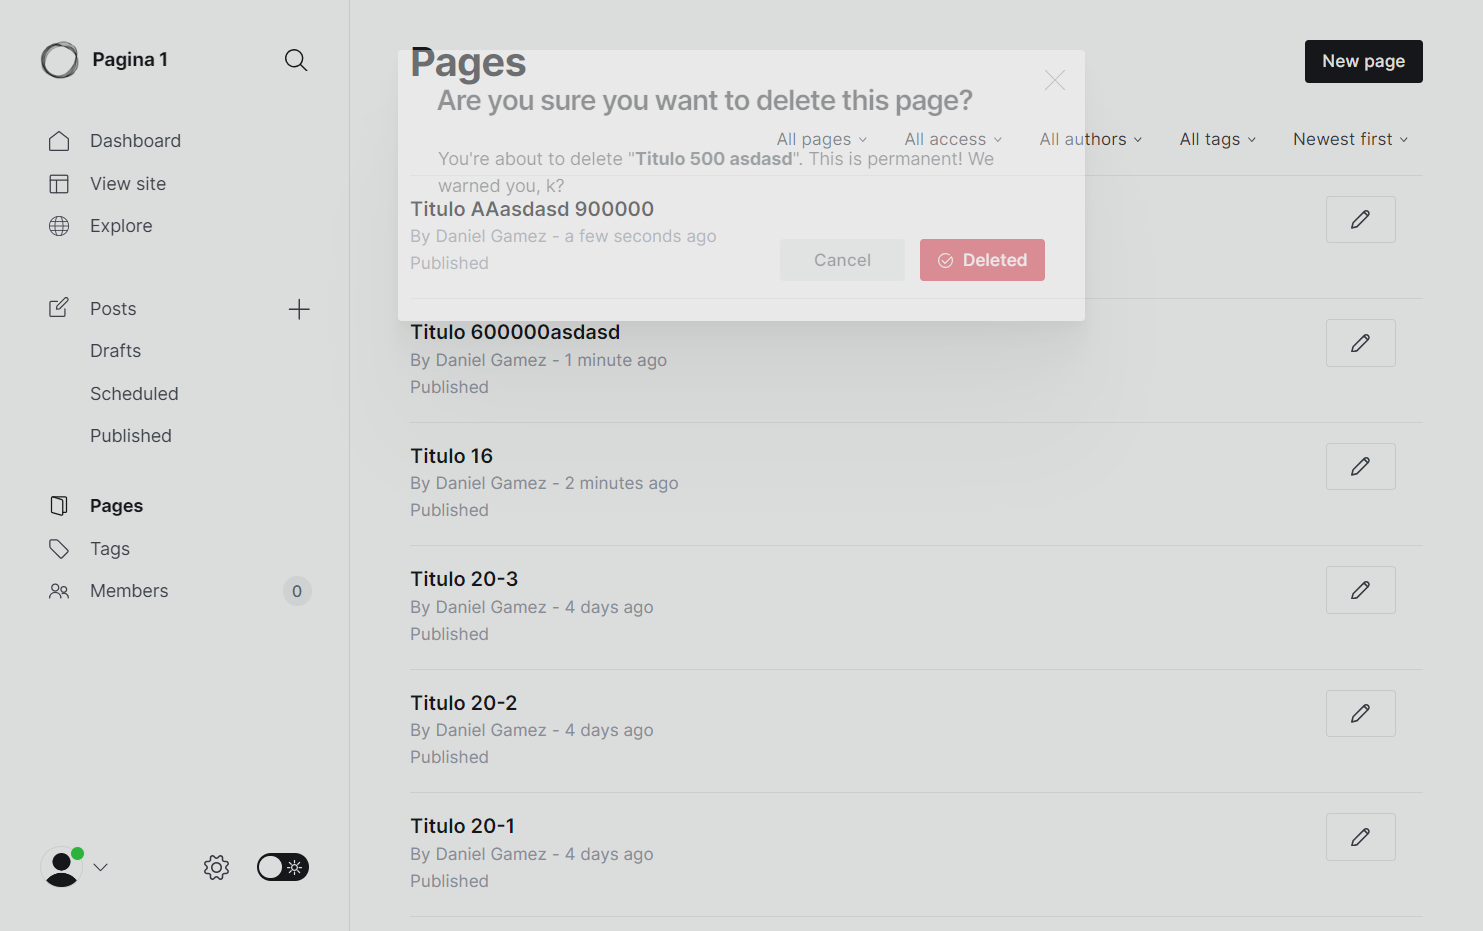 Pagina 1
Dashboard
View site
Explore
Posts
Drafts
Scheduled
Published
Pages
Tags
Members
0
Pages
New page
Are you sure you want to delete this page?
All pages
All access
All authors
All tags
Newest first
You're about to delete "Titulo 500 asdasd". This is permanent! We
warned you, k?
Titulo AAasdasd 900000
By Daniel Gamez - a few seconds ago
Published
Cancel
Deleted
Titulo 600000asdasd
By Daniel Gamez - 1 minute ago
Published
Titulo 16
By Daniel Gamez - 2 minutes ago
Published
Titulo 20-3
By Daniel Gamez - 4 days ago
Published
Titulo 20-2
By Daniel Gamez - 4 days ago
Published
Titulo 20-1
By Daniel Gamez - 4 days ago
Published